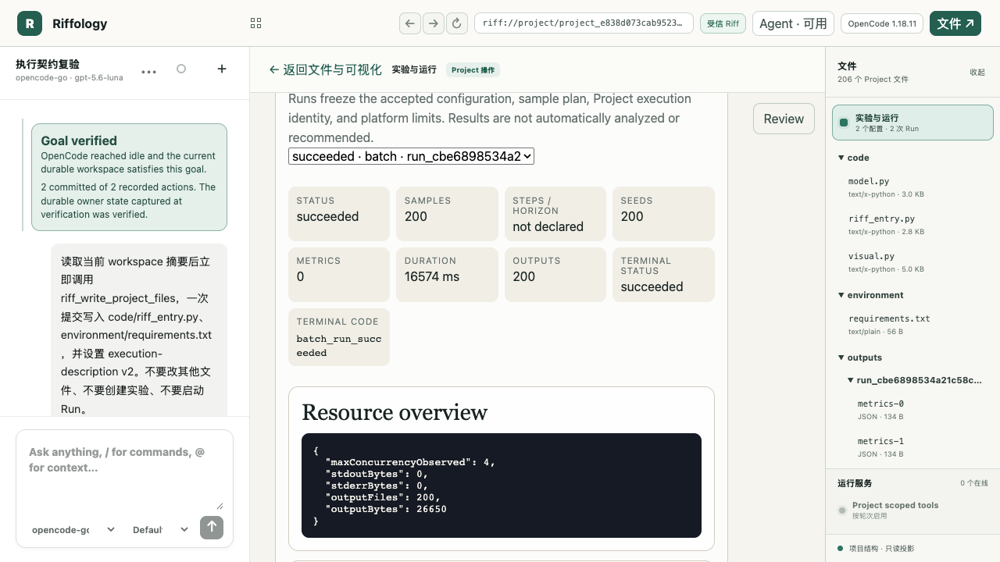 R Riffology
riff://project/project_e838d073cab9523…
受信 Riff
Agent · 可用
OpenCode 1.18.11
文件 ↗
执行契约复验
opencode-go · gpt-5.6-luna
...
+
Goal verified
OpenCode reached idle and the current
durable workspace satisfies this goal.
2 committed of 2 recorded actions. The
durable owner state captured at
verification was verified.
读取当前 workspace 摘要后立
即调用
riff_write_project_files，一次
提交写入 code/riff_entry.py、
environment/requirements.txt
，并设置 execution-
description v2。不要改其他文
件、不要创建实验、不要启动
Run。
Ask anything, / for commands, @
for context...
opencode-go
Default
← 返回文件与可视化
实验与运行
Project 操作
Runs freeze the accepted configuration, sample plan, Project execution
identity, and platform limits. Results are not automatically analyzed or
recommended.
succeeded · batch · run_cbe6898534a2
Review
STATUS
succeeded
SAMPLES
200
STEPS /
HORIZON
not declared
SEEDS
200
METRICS
0
DURATION
16574 ms
OUTPUTS
200
TERMINAL
STATUS
succeeded
TERMINAL CODE
batch_run_succ
eeded
Resource overview
{
"maxConcurrencyObserved": 4,
"stdoutBytes": 0,
"stderrBytes": 0,
"outputFiles": 200,
"outputBytes": 26650
}
文件
206 个 Project 文件
收起
实验与运行
2 个配置 · 2 次 Run
▼ code
model.py
text/x-python · 3.0 KB
riff_entry.py
text/x-python · 2.8 KB
visual.py
text/x-python · 5.0 KB
▼ environment
requirements.txt
text/plain · 56 B
▼ outputs
▼ run_cbe6898534a21c58c...
metrics-0
JSON · 134 B
metrics-1
JSON · 134 B
运行服务
0 个在线
Project scoped tools
按轮次启用
项目结构 · 只读投影